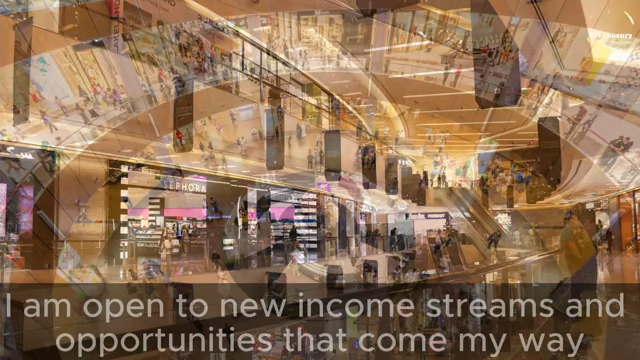 SEPHORA
I am open to new income streams and
opportunities that come my way